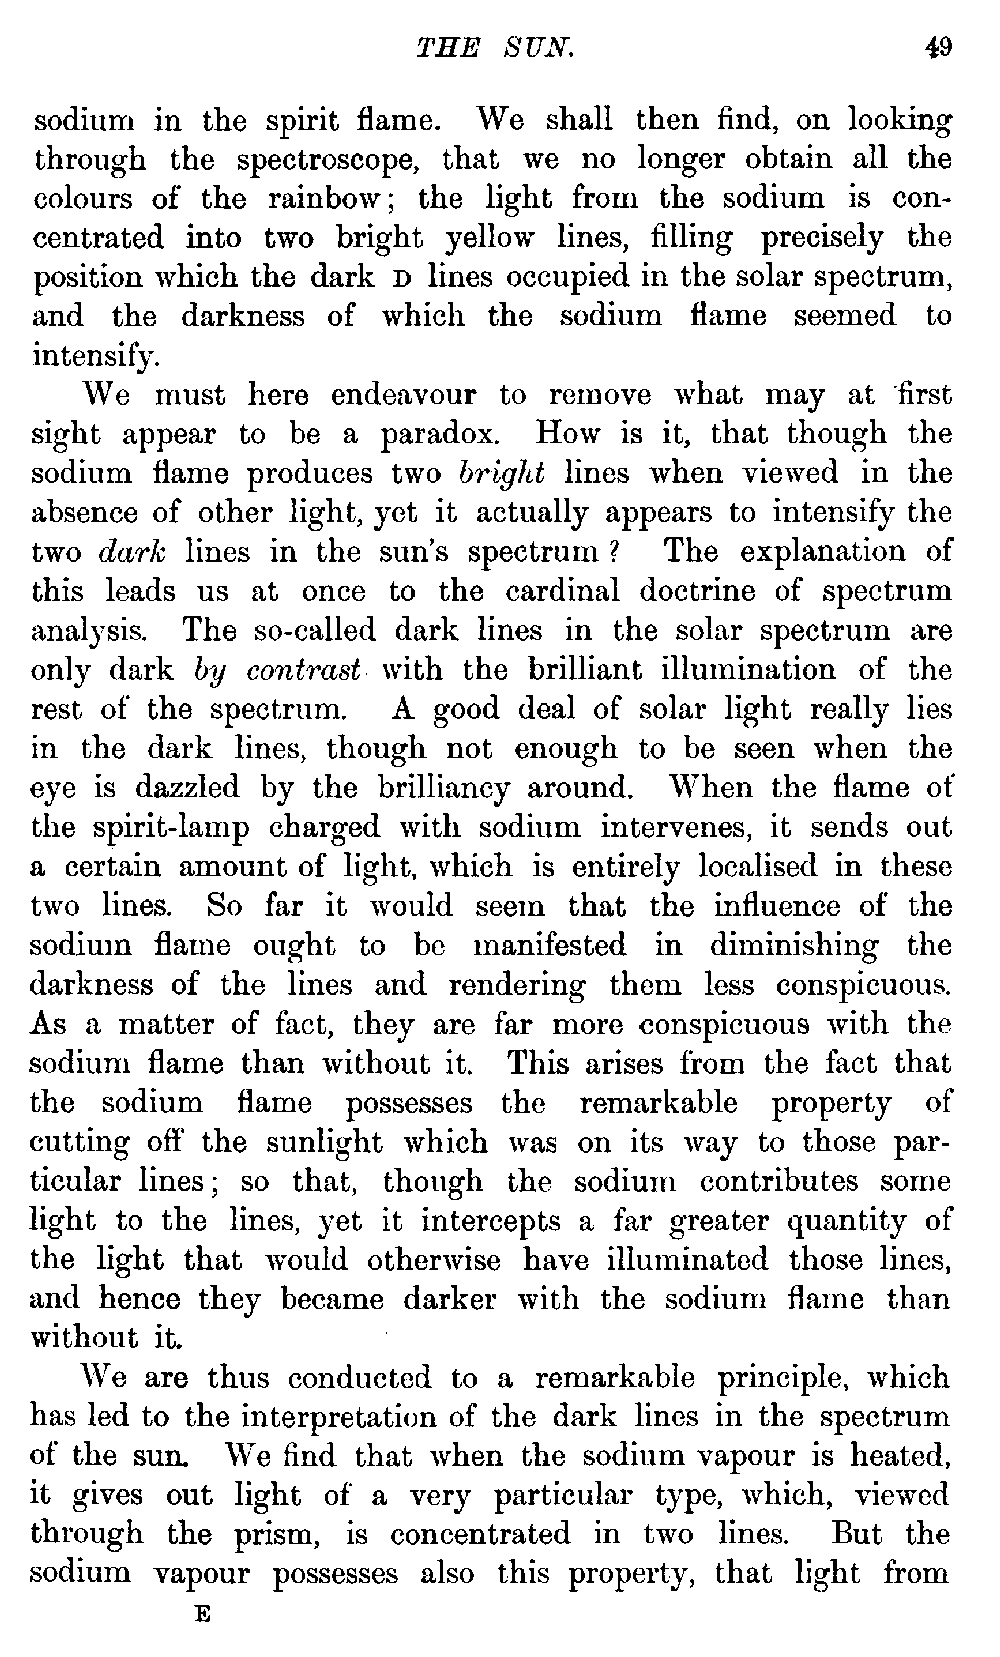 THE SUN. 49
sodium in the spirit flame. We shall then find, on looking
through the spectroscope, that we no longer obtain all the
colours of the rainbow; the light from the sodium is con-
centrated into two bright yellow lines, filling precisely the
position which the dark D lines occupied in the solar spectrum,
and the darkness of which the sodium flame seemed to
intensify.
We must here endeavour to remove what may at first
sight appear to be a paradox. How is it, that though the
sodium flame produces two bright lines when viewed in the
absence of other light, yet it actually appears to intensify the
two dark lines in the sun's spectrum? The explanation of
this leads us at once to the cardinal doctrine of spectrum
analysis. The so-called dark lines in the solar spectrum are
only dark by contrast with the brilliant illumination of the
rest of the spectrum. A good deal of solar light really lies
in the dark lines, though not enough to be seen when the
eye is dazzled by the brilliancy around. When the flame of
the spirit-lamp charged with sodium intervenes, it sends out
a certain amount of light, which is entirely localised in these
two lines. So far it would seem that the influence of the
sodium flame ought to be manifested in diminishing the
darkness of the lines and rendering them less conspicuous.
As a matter of fact, they are far more conspicuous with the
sodium flame than without it. This arises from the fact that
the sodium flame possesses the remarkable property of
cutting off the sunlight which was on its way to those par-
ticular lines; so that, though the sodium contributes some
light to the lines, yet it intercepts a far greater quantity of
the light that would otherwise have illuminated those lines,
and hence they became darker with the sodium flame than
without it.
We are thus conducted to a remarkable principle, which
has led to the interpretation of the dark lines in the spectrum
of the sun. We find that when the sodium vapour is heated,
it gives out light of a very particular type, which, viewed
through the prism, is concentrated in two lines. But the
sodium vapour possesses also this property, that light from
E